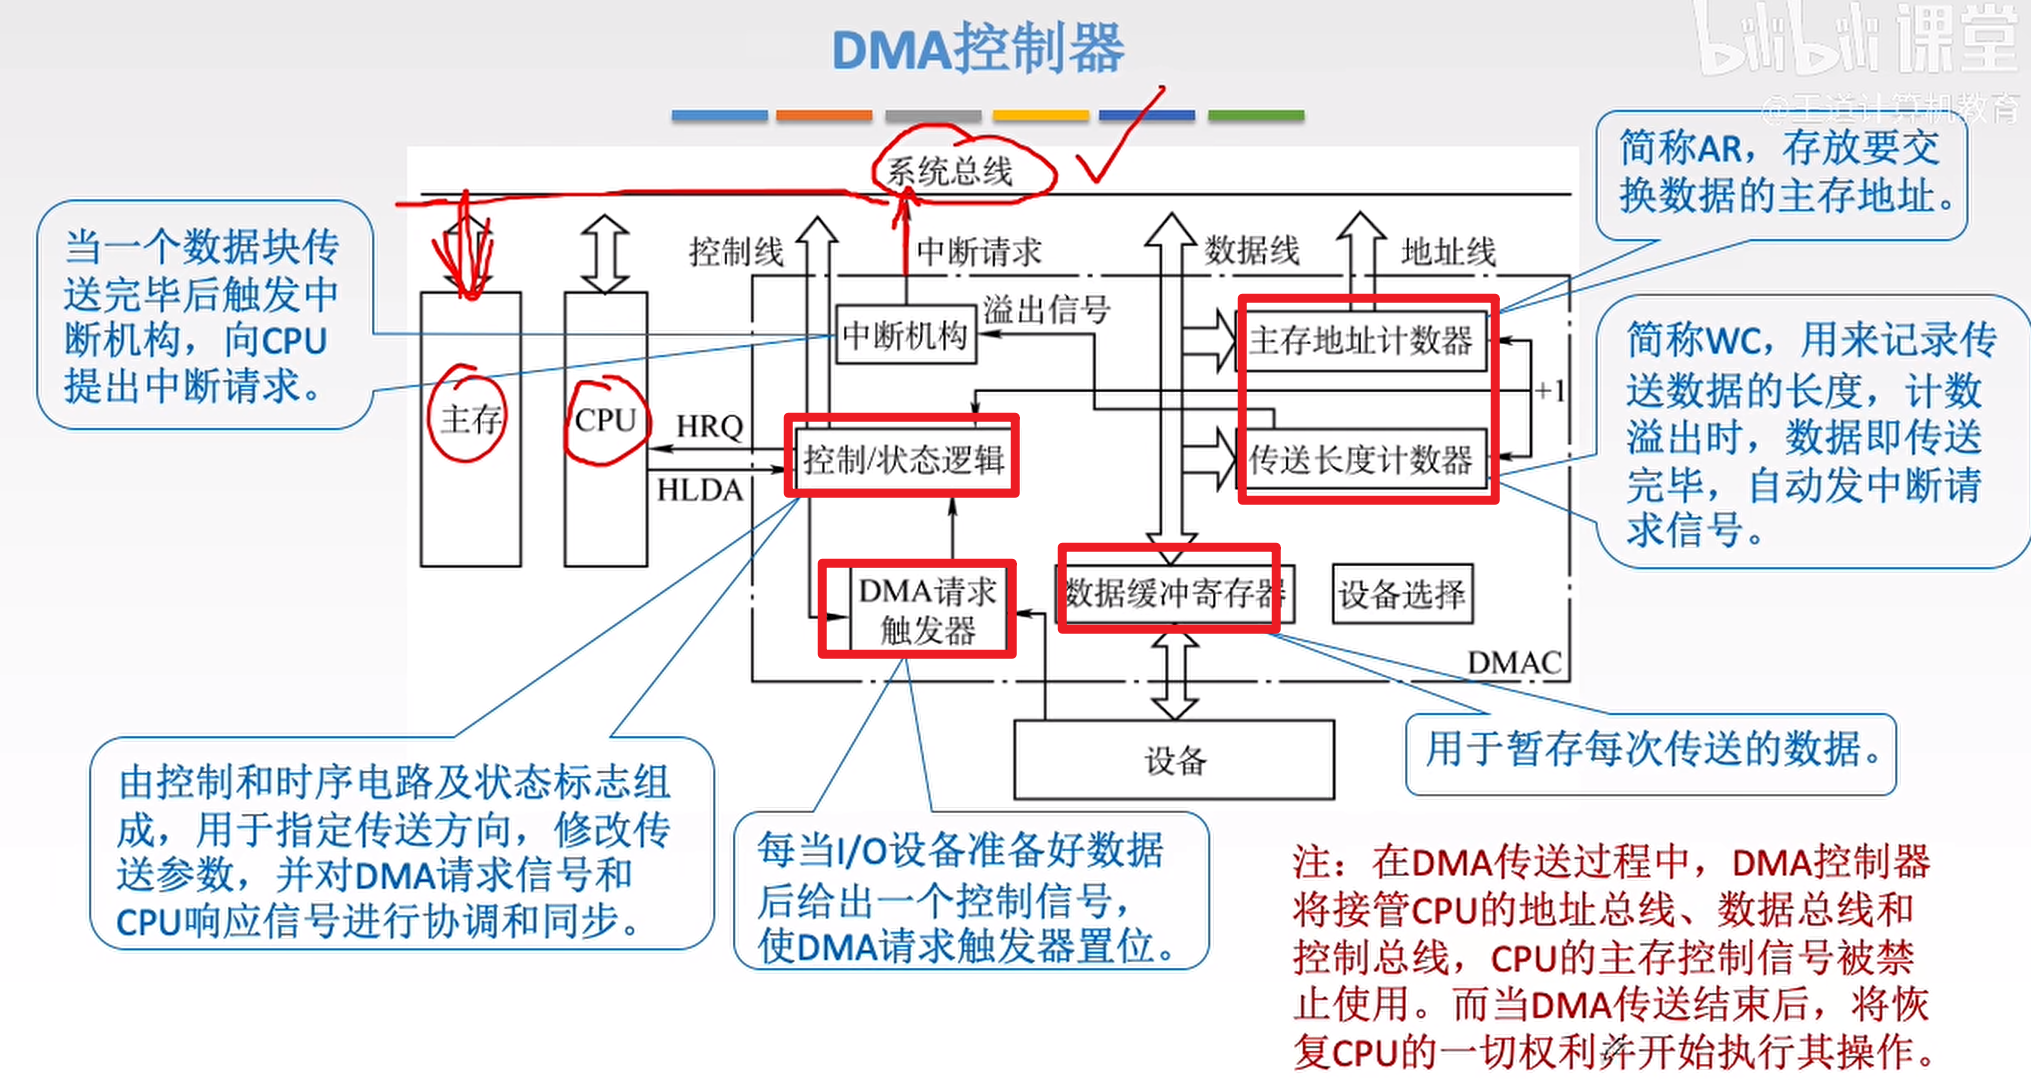 DMA控制器
bilibili课堂
@王道计算机教育
系统总线
简称AR，存放要交
换数据的主存地址。
当一个数据块传
送完毕后触发中
断机构，向CPU
提出中断请求。
控制线
中断请求
数据线
地址线
中断机构
溢出信号
主存地址计数器
+1
简称WC，用来记录传
送数据的长度，计数
溢出时，数据即传送
完毕，自动发中断请
求信号。
主存
CPU
HRQ
HLDA
控制/状态逻辑
传送长度计数器
DMA请求
触发器
数据缓冲寄存器
设备选择
DMAC
设备
用于暂存每次传送的数据。
由控制和时序电路及状态标志组
成，用于指定传送方向，修改传
送参数，并对DMA请求信号和
CPU响应信号进行协调和同步。
每当I/O设备准备好数据
后给出一个控制信号，
使DMA请求触发器置位。
注：在DMA传送过程中，DMA控制器
将接管CPU的地址总线、数据总线和
控制总线，CPU的主存控制信号被禁
止使用。而当DMA传送结束后，将恢
复CPU的一切权利并开始执行其操作。